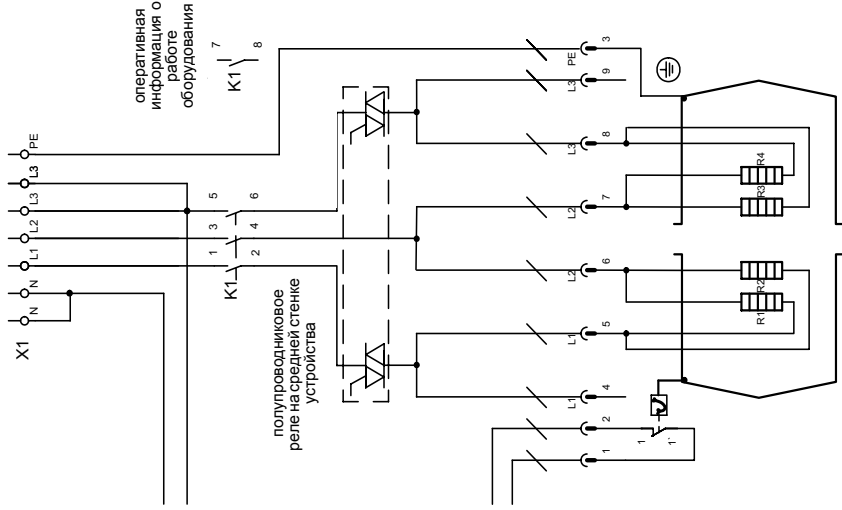 оперативная
информация о
работе
оборудования
K1
7
8
PE
L3
L3
L2
L1
N
N
X1
5
6
3
4
1
2
K1
полупроводниковое
реле на средней стенке
устройства
PE
3
L3
9
L3
8
L2
7
L2
6
L1
5
L1
4
2
1
1
1'
R4
R3
R2
R1